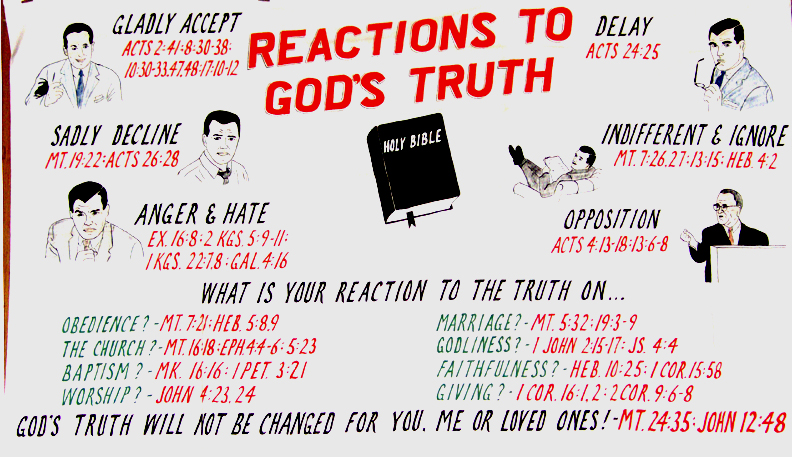 REACTIONS TO
GOD'S TRUTH
GLADLY ACCEPT
ACTS 2:41:8:30-38:
10:30-33,47,48:17:10-12
DELAY
ACTS 24:25
SADLY DECLINE
MT. 19:22:ACTS 26:28
HOLY BIBLE
INDIFFERENT & IGNORE
MT. 7:26,27:13:15: HEB. 4:2
ANGER & HATE
EX. 16:8:2 KGS. 5:9-11:
1 KGS. 22:7,8:GAL. 4:16
OPPOSITION
ACTS 4:13-18:13:6-8
WHAT IS YOUR REACTION TO THE TRUTH ON...
OBEDIENCE? - MT. 7:21: HEB. 5:8,9
THE CHURCH? - MT. 16:18: EPH 4:4-6: 5:23
BAPTISM? - MK. 16:16: 1 PET 3:21
WORSHIP? - JOHN 4:23,24
MARRIAGE? - MT. 5:32: 19:3-9
GODLINESS? - 1 JOHN 2:15-17: JS. 4:4
FAITHFULNESS? - HEB. 10:25: 1 COR. 15:58
GIVING? - 1 COR. 16:1,2: 2 COR. 9:6-8
GOD'S TRUTH WILL NOT BE CHANGED FOR YOU, ME OR LOVED ONES! - MT. 24:35: JOHN 12:48